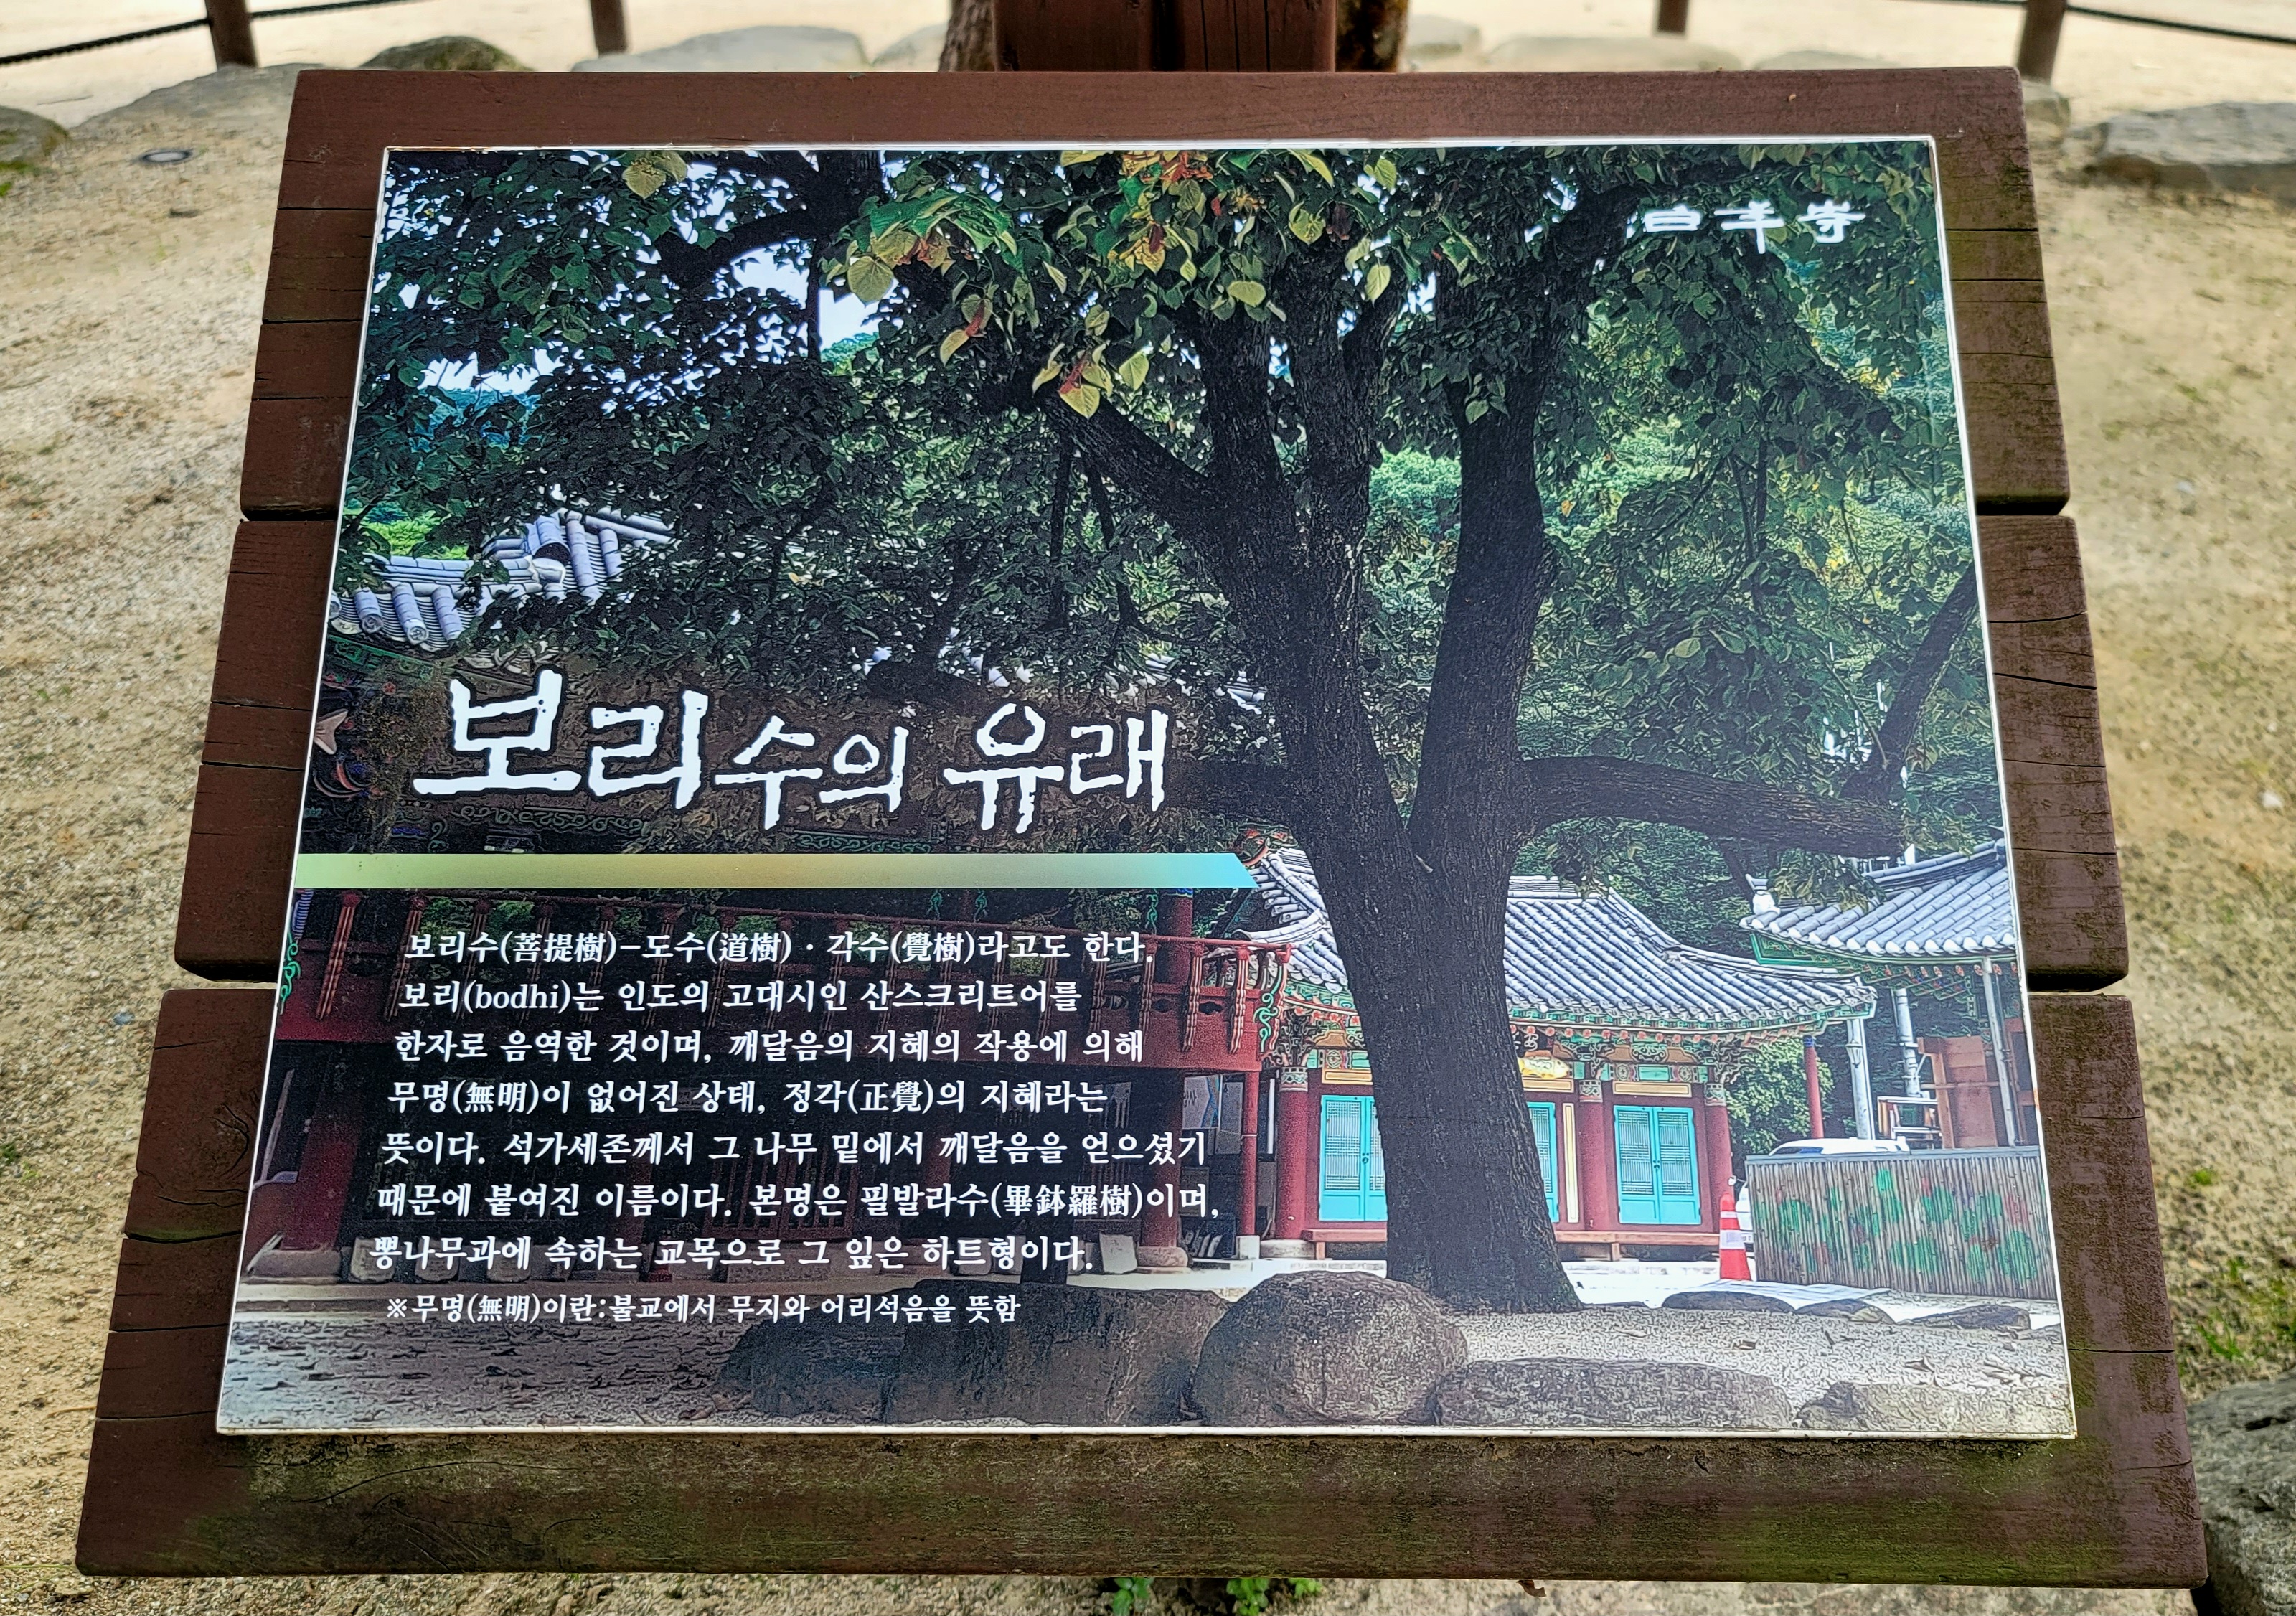 白羊寺
보리수의 유래
보리수(菩提樹)-도수(道樹)·각수(覺樹)라고도 한다.
보리(bodhi)는 인도의 고대시인 산스크리트어를
한자로 음역한 것이며, 깨달음의 지혜의 작용에 의해
무명(無明)이 없어진 상태, 정각(正覺)의 지혜라는
뜻이다. 석가세존께서 그 나무 밑에서 깨달음을 얻으셨기
때문에 붙여진 이름이다. 본명은 필발라수(畢鉢羅樹)이며,
뽕나무과에 속하는 교목으로 그 잎은 하트형이다.
※무명(無明)이란:불교에서 무지와 어리석음을 뜻함